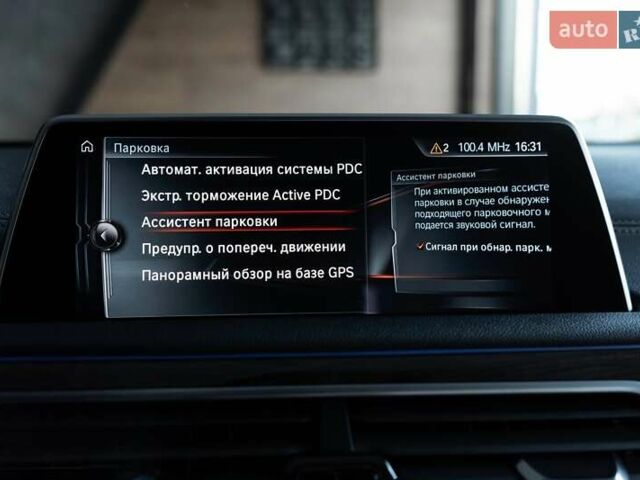 auto
Парковка
2 100.4 MHz 16:31
Автомат. активация системы PDC
Экстр. торможение Active PDC
Ассистент парковки
Предупр. о попереч. движении
Панорамный обзор на базе GPS
Ассистент парковки
При активированном ассисте
парковки в случае обнаружен
подходящего парковочного м
подается звуковой сигнал.
Сигнал при обнар. парк. м